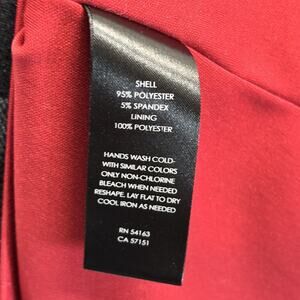 SHELL
95% POLYESTER
5% SPANDEX
LINING
100% POLYESTER
HANDS WASH COLD-
WITH SIMILAR COLORS
ONLY NON-CHLORINE
BLEACH WHEN NEEDED
RESHAPE. LAY FLAT TO DRY
COOL IRON AS NEEDED
RN 54163
CA 57151